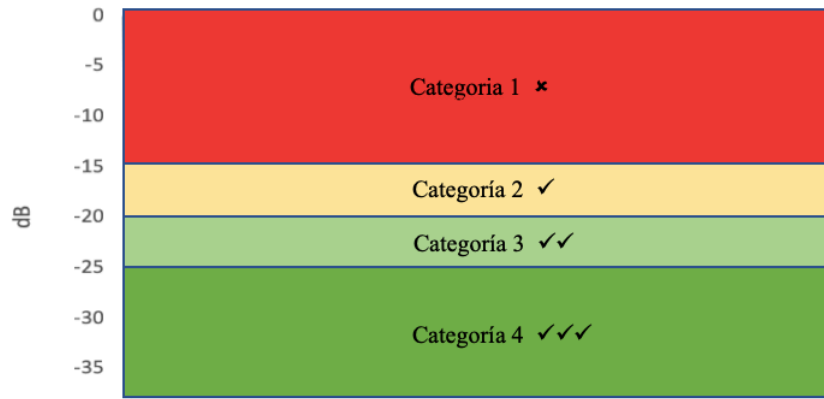 0
-5
-10
Categoria 1 ✖
-15
Categoría 2 ✓
-20
dB
Categoría 3 ✓✓
-25
-30
Categoría 4 ✓✓✓
-35